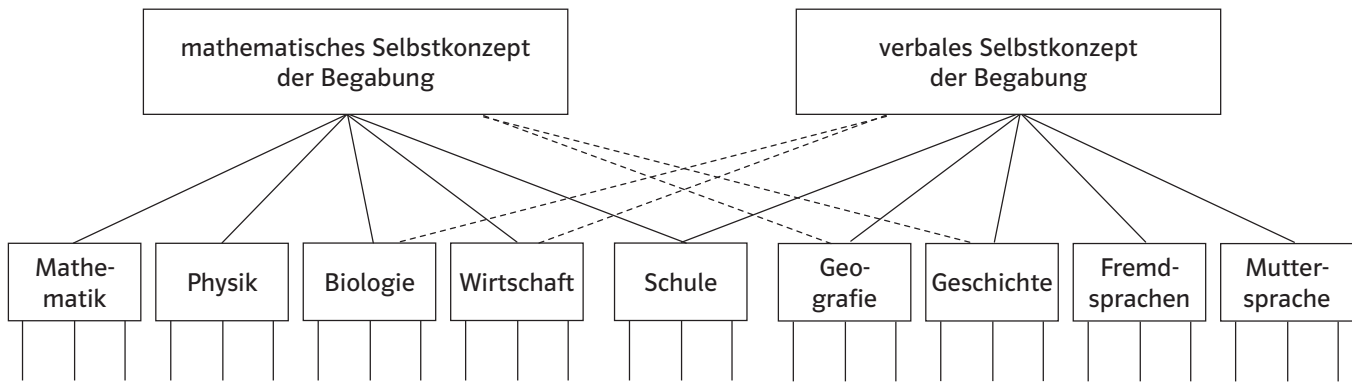 mathematisches Selbstkonzept
der Begabung
verbales Selbstkonzept
der Begabung
Mathe-
matik
Physik
Biologie
Wirtschaft
Schule
Geo-
grafie
Geschichte
Fremd-
sprachen
Mutter-
sprache